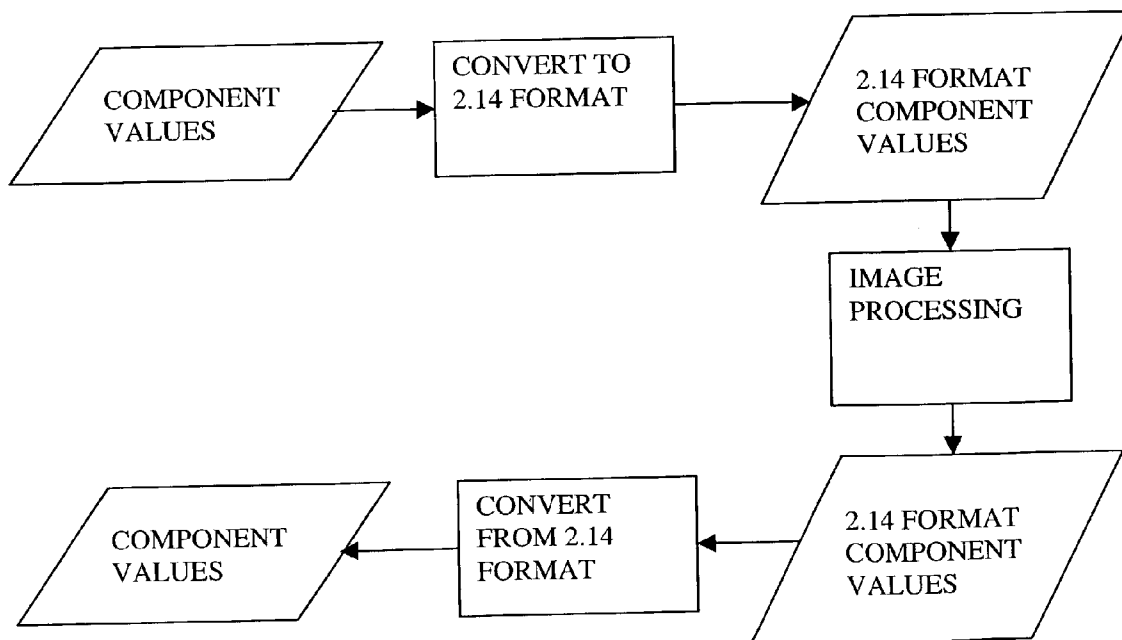 COMPONENT
VALUES
CONVERT TO
2.14 FORMAT
2.14 FORMAT
COMPONENT
VALUES
IMAGE
PROCESSING
2.14 FORMAT
COMPONENT
VALUES
CONVERT
FROM 2.14
FORMAT
COMPONENT
VALUES